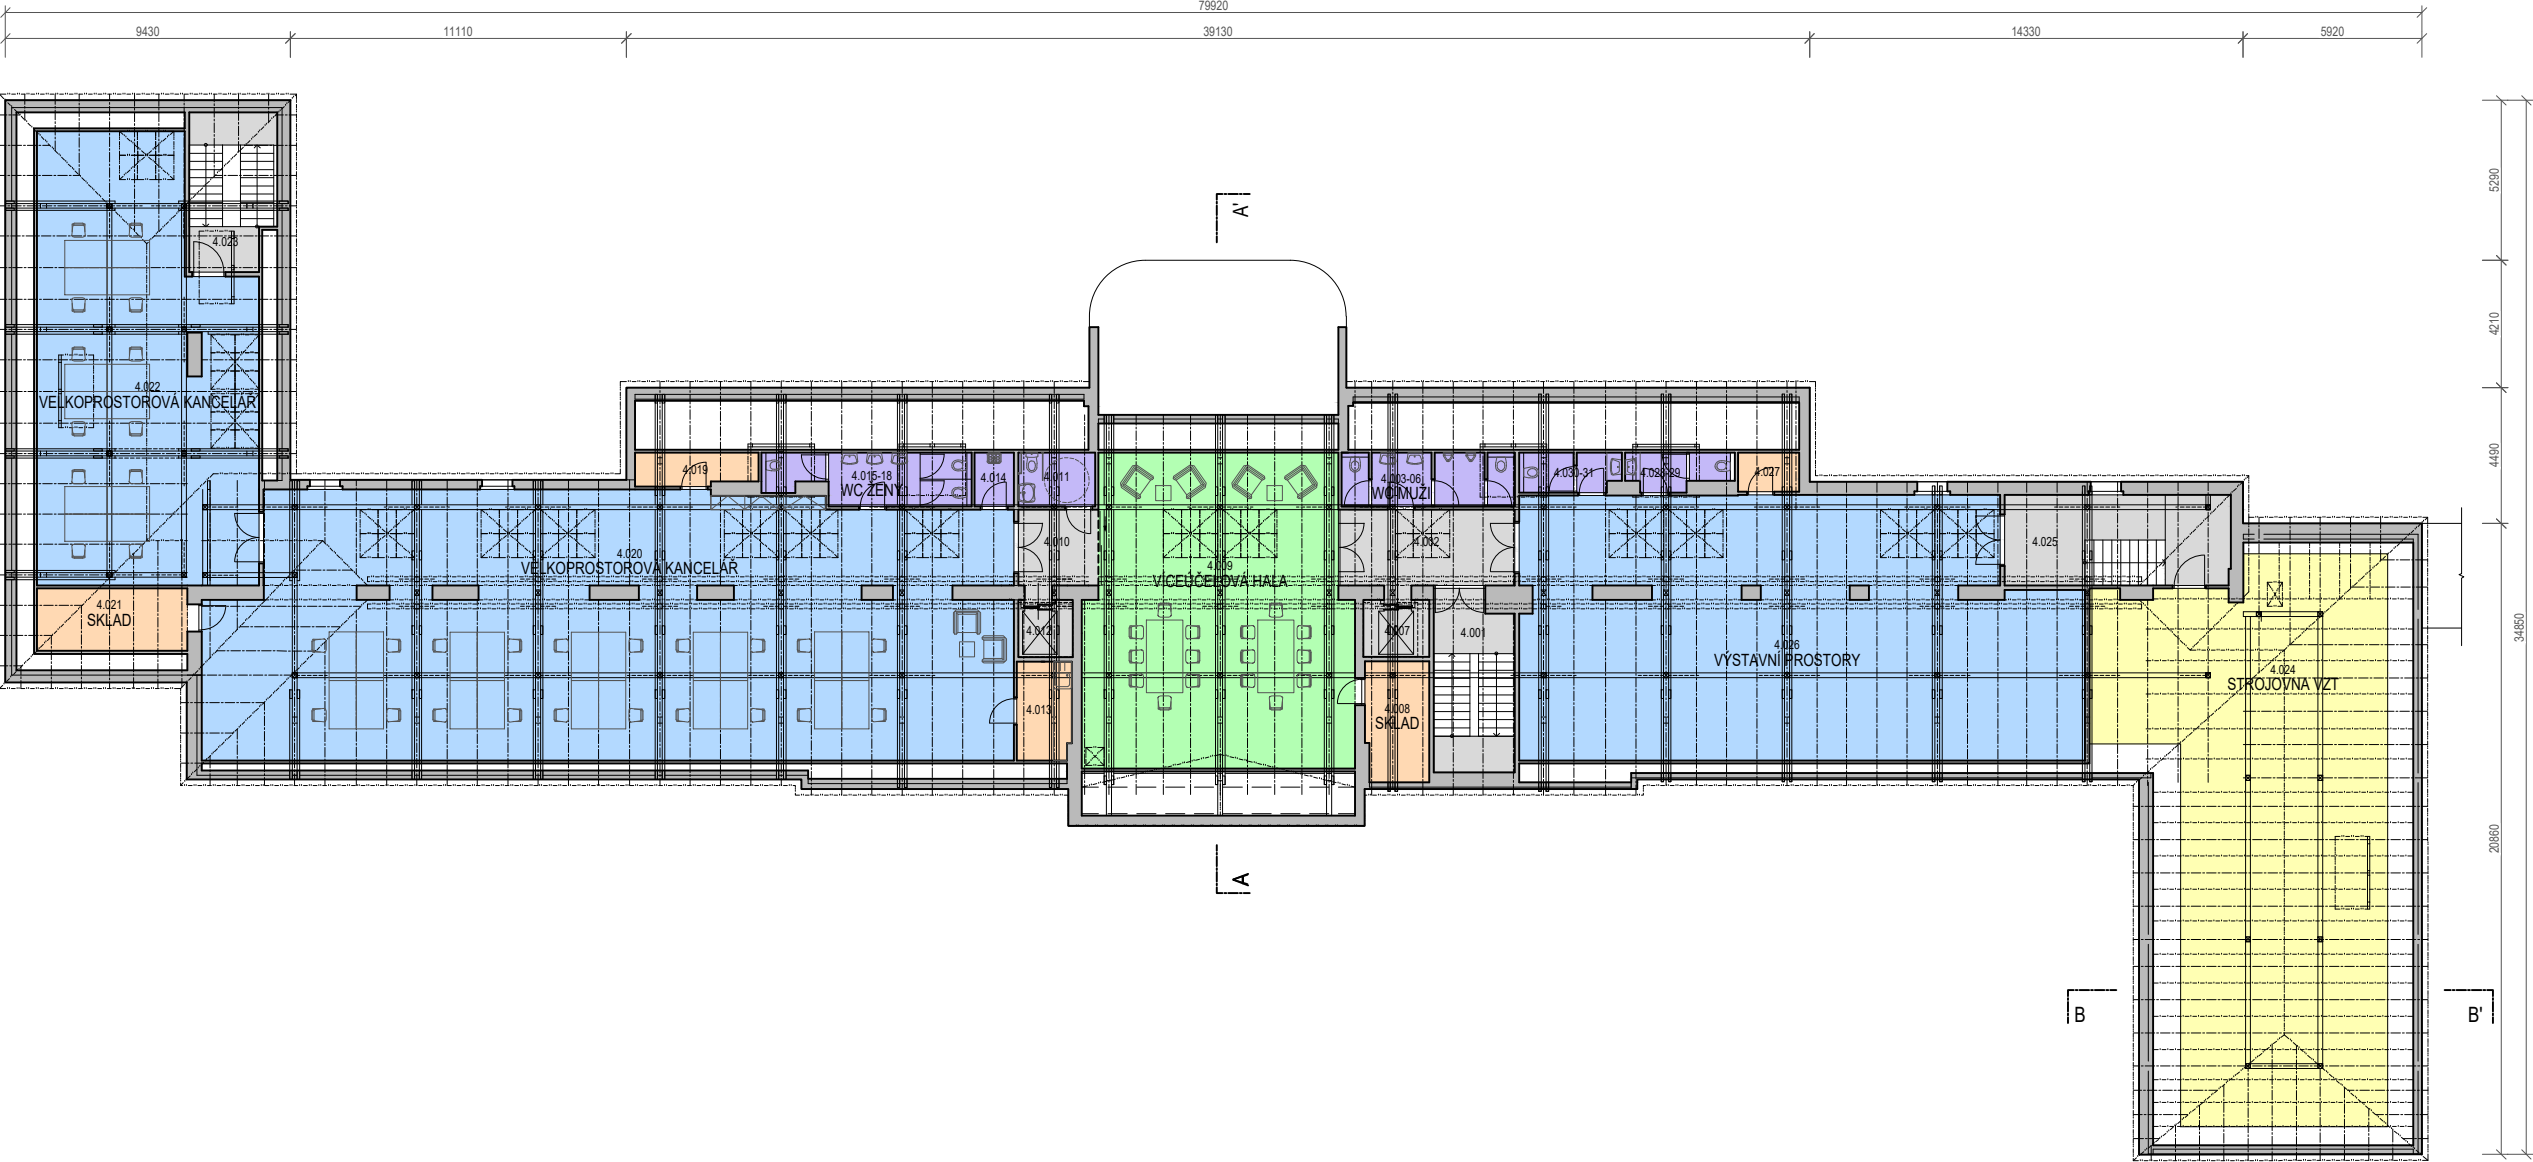 79920
9430
11110
39130
14330
5920
5290
4210
4490
34850
20860
A'
4.023
4.022
VELKOPROSTOROVÁ KANCELÁŘ
4.019
4.015-18
WC ŽENY
4.014
4.011
4.003-06
WC MUŽI
4.030-31
4.028-29
4.027
4.020
VELKOPROSTOROVÁ KANCELÁŘ
4.010
4.009
VÍCEÚČELOVÁ HALA
4.002
4.025
4.021
SKLAD
4.012
4.007
4.001
4.026
VÝSTAVNÍ PROSTORY
4.024
STROJOVNA VZT
4.013
4.008
SKLAD
A
B
B'